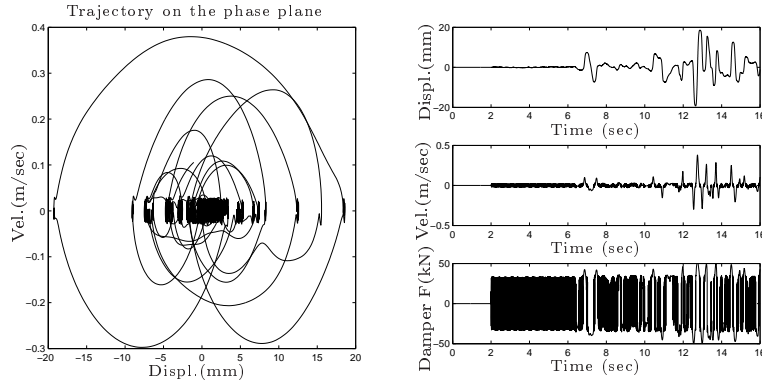 Trajectory on the phase plane
0.4
0.3
0.2
0.1
0
−0.1
−0.2
−0.3
Vel.(m/sec)
−20 −15 −10 −5 0 5 10 15 20
Displ.(mm)
20
0
−20
Displ.(mm)
0 2 4 6 8 10 12 14 16
Time (sec)
0.5
0
−0.5
Vel.(m/sec)
0 2 4 6 8 10 12 14 16
Time (sec)
50
0
−50
Damper F(kN)
0 2 4 6 8 10 12 14 16
Time (sec)